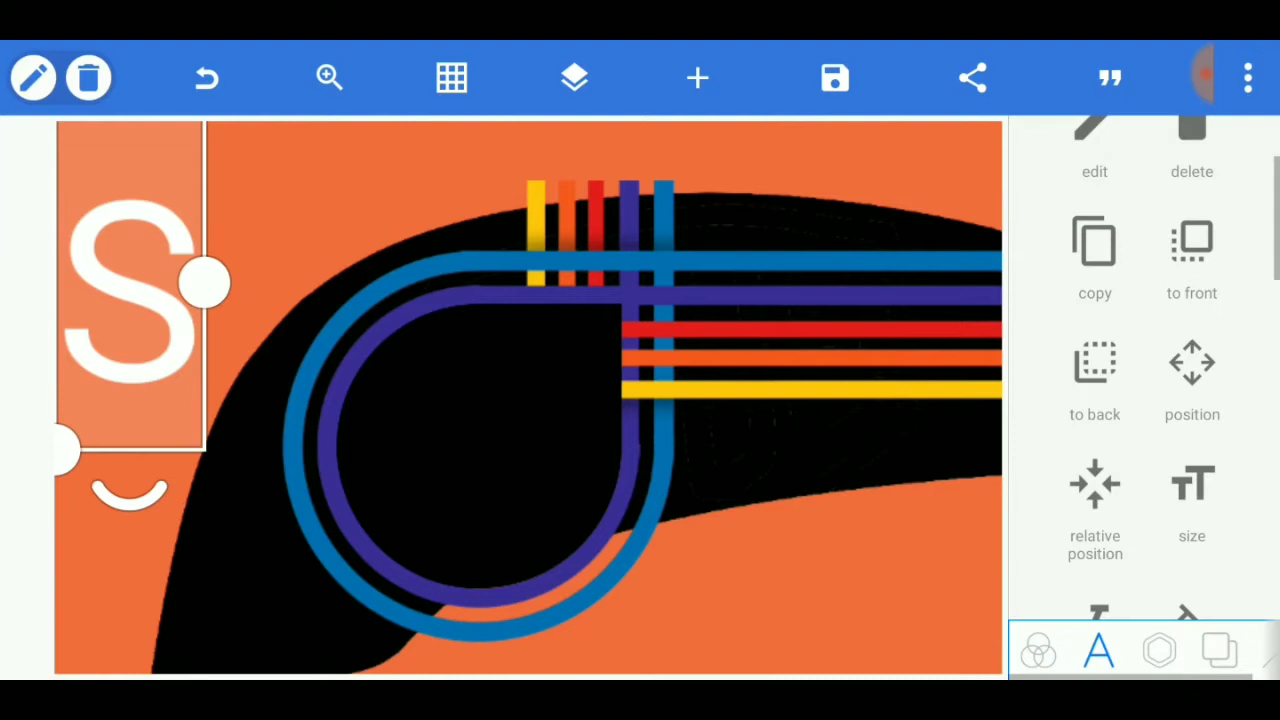 S
edit delete
copy to front
to back position
relative position size